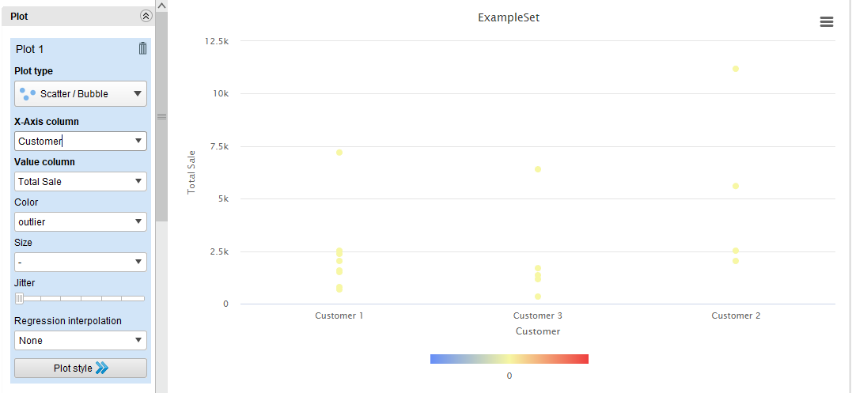 Plot
Plot 1
Plot type
Scatter / Bubble
X-Axis column
Customer
Value column
Total Sale
Color
outlier
Size
-
Jitter
Regression interpolation
None
Plot style
ExampleSet
12.5k
10k
7.5k
5k
2.5k
0
Total Sale
Customer 1
Customer 3
Customer 2
Customer
0